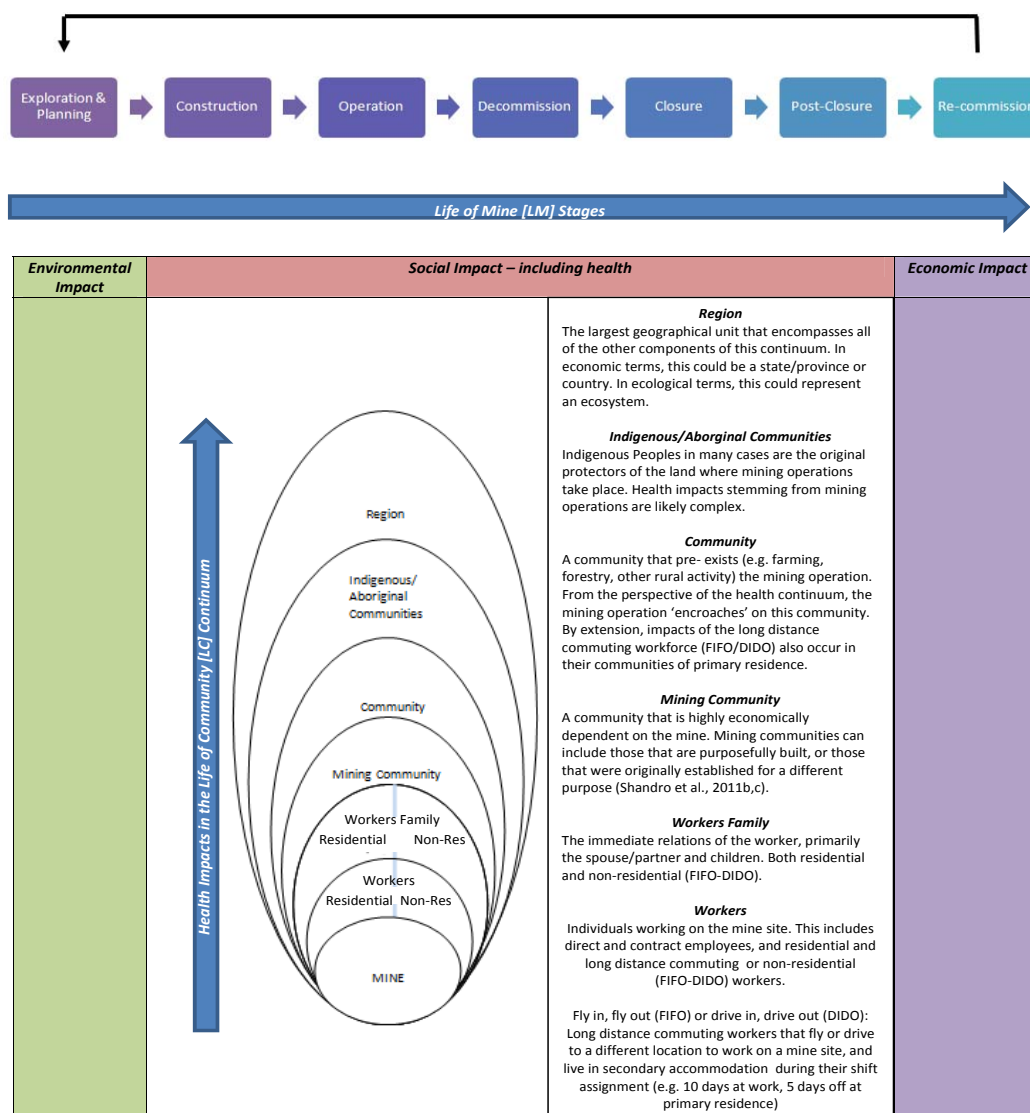 Exploration &
Planning
Construction
Operation
Decommission
Closure
Post-Closure
Re-commission
Life of Mine [LM] Stages
Environmental
Impact
Social Impact – including health
Economic Impact
Health Impacts in the Life of Community [LC] Continuum
Region
Indigenous/
Aboriginal
Communities
Community
Mining Community
Workers Family
Residential Non-Res
Workers
Residential Non-Res
MINE
Region
The largest geographical unit that encompasses all
of the other components of this continuum. In
economic terms, this could be a state/province or
country. In ecological terms, this could represent
an ecosystem.
Indigenous/Aborginal Communities
Indigenous Peoples in many cases are the original
protectors of the land where mining operations
take place. Health impacts stemming from mining
operations are likely complex.
Community
A community that pre- exists (e.g. farming,
forestry, other rural activity) the mining operation.
From the perspective of the health continuum, the
mining operation ‘encroaches’ on this community.
By extension, impacts of the long distance
commuting workforce (FIFO/DIDO) also occur in
their communities of primary residence.
Mining Community
A community that is highly economically
dependent on the mine. Mining communities can
include those that are purposefully built, or those
that were originally established for a different
purpose (Shandro et al., 2011b,c).
Workers Family
The immediate relations of the worker, primarily
the spouse/partner and children. Both residential
and non-residential (FIFO-DIDO).
Workers
Individuals working on the mine site. This includes
direct and contract employees, and residential and
long distance commuting or non-residential
(FIFO-DIDO) workers.
Fly in, fly out (FIFO) or drive in, drive out (DIDO):
Long distance commuting workers that fly or drive
to a different location to work on a mine site, and
live in secondary accommodation during their shift
assignment (e.g. 10 days at work, 5 days off at
primary residence)